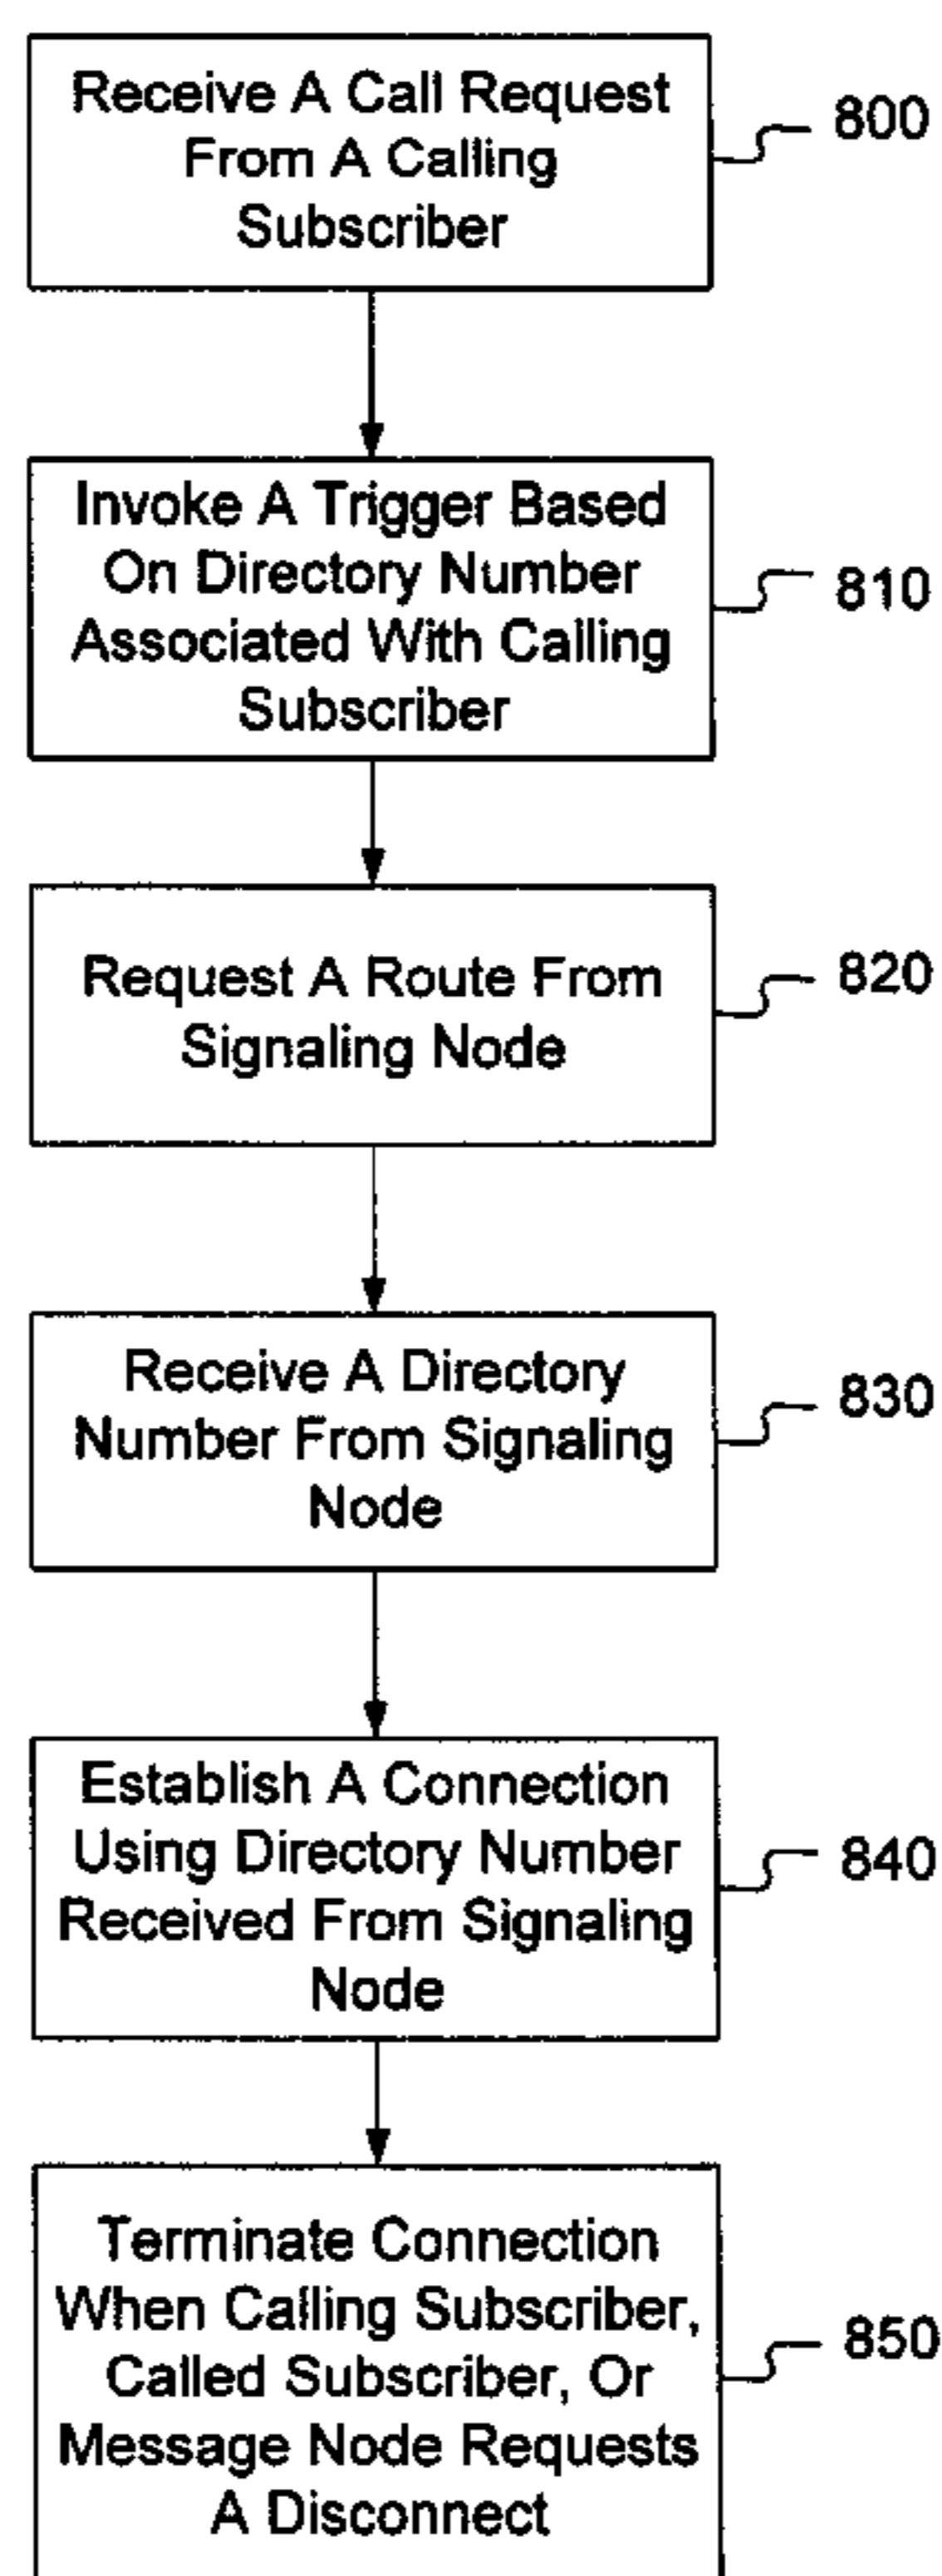 Receive A Call Request
From A Calling
Subscriber
800
Invoke A Trigger Based
On Directory Number
Associated With Calling
Subscriber
810
Request A Route From
Signaling Node
820
Receive A Directory
Number From Signaling
Node
830
Establish A Connection
Using Directory Number
Received From Signaling
Node
840
Terminate Connection
When Calling Subscriber,
Called Subscriber, Or
Message Node Requests
A Disconnect
850